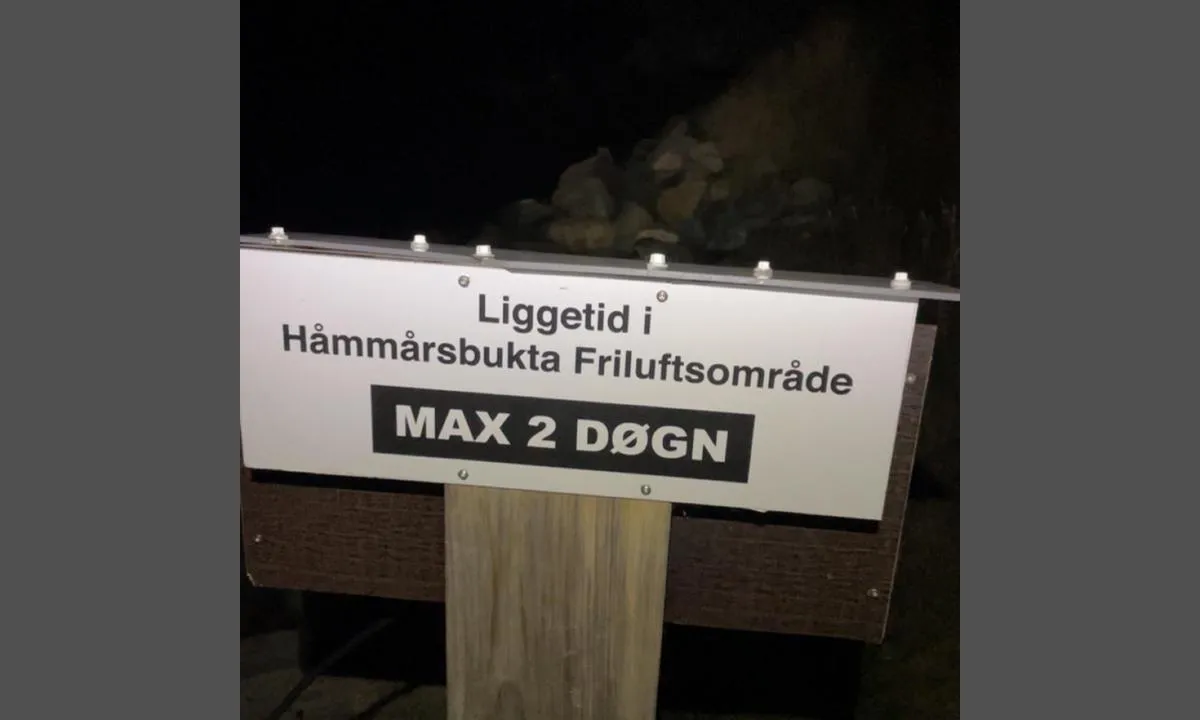 Liggetid i
Håmmårsbukta Friluftsområde
MAX 2 DØGN